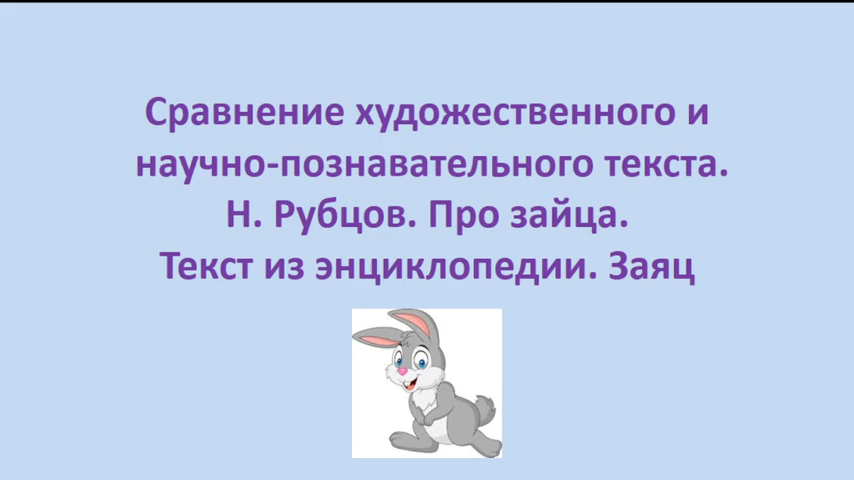 Сравнение художественного и
научно-познавательного текста.
Н. Рубцов. Про зайца.
Текст из энциклопедии. Заяц